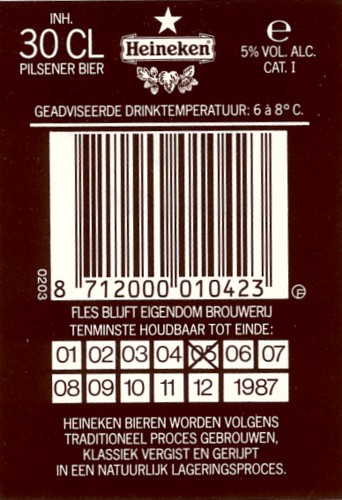 INH.
30 CL
PILSENER BIER
Heineken
℮
5% VOL. ALC.
CAT. I
GEADVISEERDE DRINKTEMPERATUUR: 6 à 8° C.
0203
8 712000 010423
FLES BLIJFT EIGENDOM BROUWERIJ
TENMINSTE HOUDBAAR TOT EINDE:
01 02 03 04 05 06 07
08 09 10 11 12 1987
HEINEKEN BIEREN WORDEN VOLGENS
TRADITIONEEL PROCES GEBROUWEN,
KLASSIEK VERGIST EN GERIJPT
IN EEN NATUURLIJK LAGERINGSPROCES.